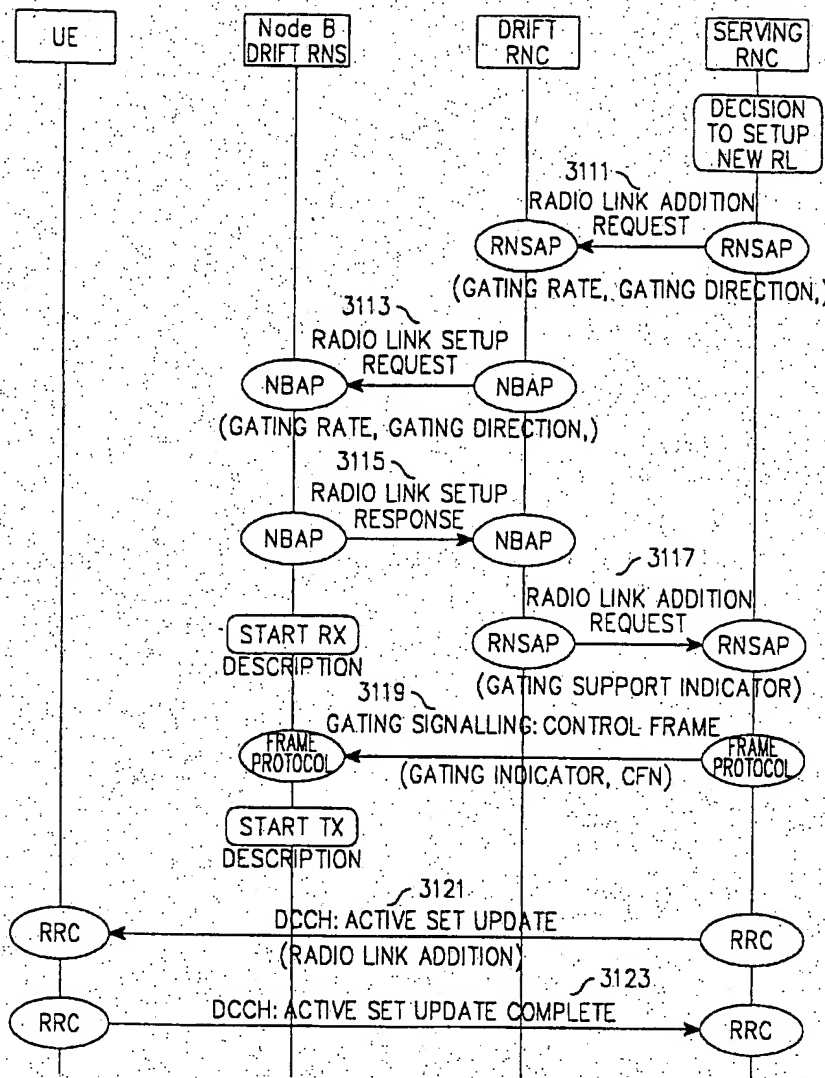 UE
Node B
DRIFT RNS
DRIFT
RNC
SERVING
RNC
DECISION
TO SETUP
NEW RL
3111
RADIO LINK ADDITION
REQUEST
RNSAP
RNSAP
(GATING RATE, GATING DIRECTION,)
3113
RADIO LINK SETUP
REQUEST
NBAP
NBAP
(GATING RATE, GATING DIRECTION,)
3115
RADIO LINK SETUP
RESPONSE
NBAP
NBAP
3117
RADIO LINK ADDITION
REQUEST
START RX
DESCRIPTION
RNSAP
RNSAP
(GATING SUPPORT INDICATOR)
3119
GATING SIGNALLING: CONTROL FRAME
FRAME
PROTOCOL
FRAME
PROTOCOL
(GATING INDICATOR, CFN)
START TX
DESCRIPTION
3121
DCCH: ACTIVE SET UPDATE
RRC
RRC
(RADIO LINK ADDITION)
3123
DCCH: ACTIVE SET UPDATE COMPLETE
RRC
RRC